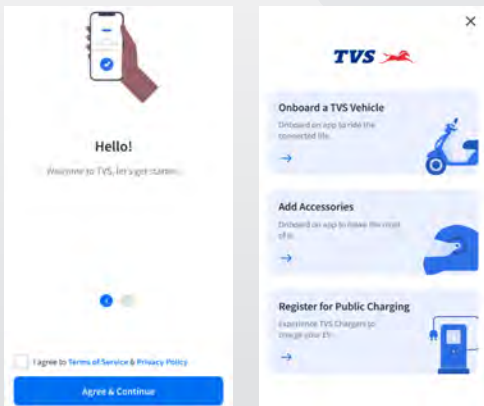 Hello!
Welcome to TVS, let's get started.
I agree to Terms of Service & Privacy Policy
Agree & Continue
TVS
Onboard a TVS Vehicle
Onboard on app to ride the
connected life.
Add Accessories
Onboard on app to make the most
of it.
Register for Public Charging
Experience TVS Chargers to
charge your EV.